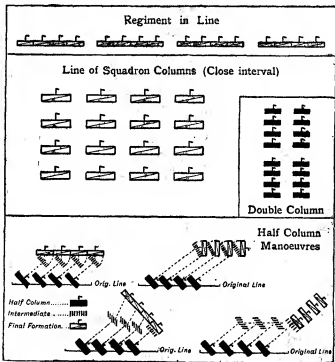 Regiment in Line
Line of Squadron Columns (Close interval)
Double Column
Half Column
Manoeuvres
Orig. Line
Original Line
Half Column......
Intermediate...
Final Formation...
Orig. Line
Original Line